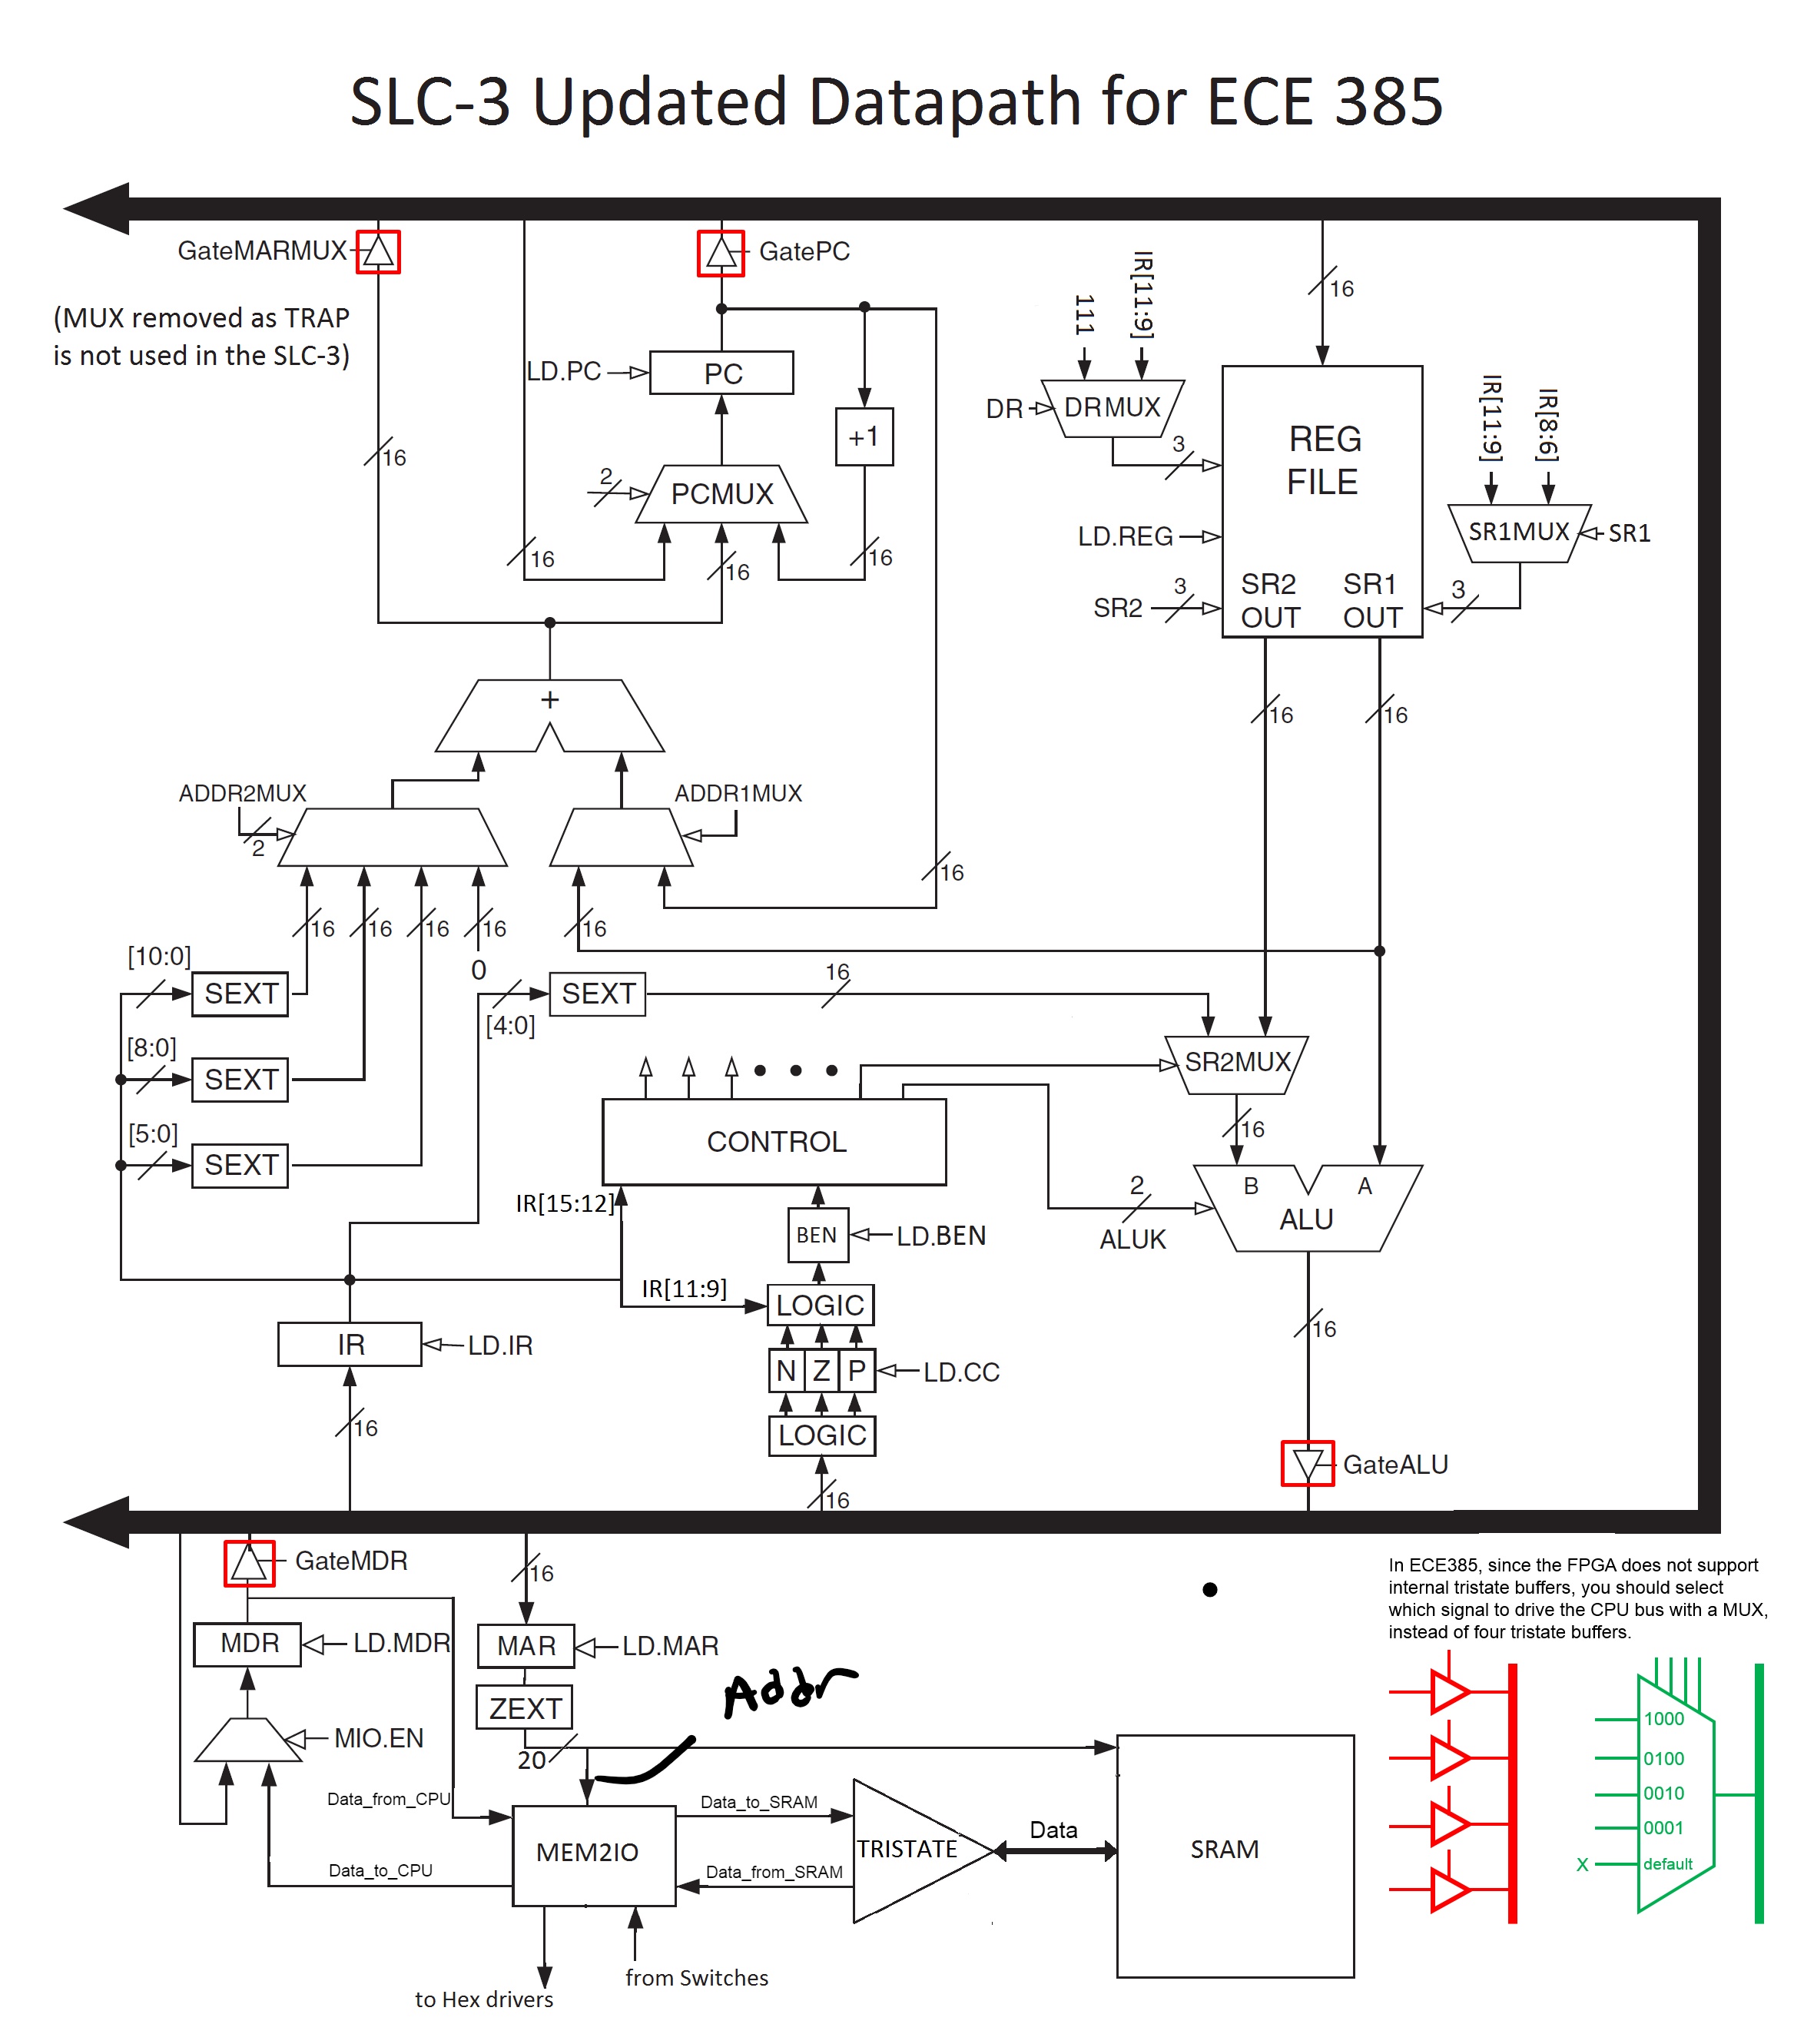 SLC-3 Updated Datapath for ECE 385
GateMARMUX
GatePC
(MUX removed as TRAP
is not used in the SLC-3)
16
111
IR[11:9]
LD.PC
PC
+1
DR
DRMUX
REG
FILE
IR[11:9]
IR[8:6]
16
2
PCMUX
3
LD.REG
SR1MUX
SR1
16
16
16
SR2
3
SR2
OUT
SR1
OUT
3
+
16
16
ADDR2MUX
ADDR1MUX
2
16
16
16
16
16
16
[10:0]
0
SEXT
SEXT
16
[4:0]
[8:0]
SEXT
SR2MUX
[5:0]
SEXT
CONTROL
16
IR[15:12]
B
A
ALU
2
ALUK
BEN
LD.BEN
IR[11:9]
LOGIC
IR
LD.IR
16
N Z P
LD.CC
16
LOGIC
GateALU
16
GateMDR
16
In ECE385, since the FPGA does not support
internal tristate buffers, you should select
which signal to drive the CPU bus with a MUX,
instead of four tristate buffers.
MDR
LD.MDR
MAR
LD.MAR
Addr
ZEXT
MIO.EN
20
1000
0100
0010
0001
X
default
Data_from_CPU
Data_to_SRAM
MEM2IO
TRISTATE
Data
SRAM
Data_to_CPU
Data_from_SRAM
from Switches
to Hex drivers